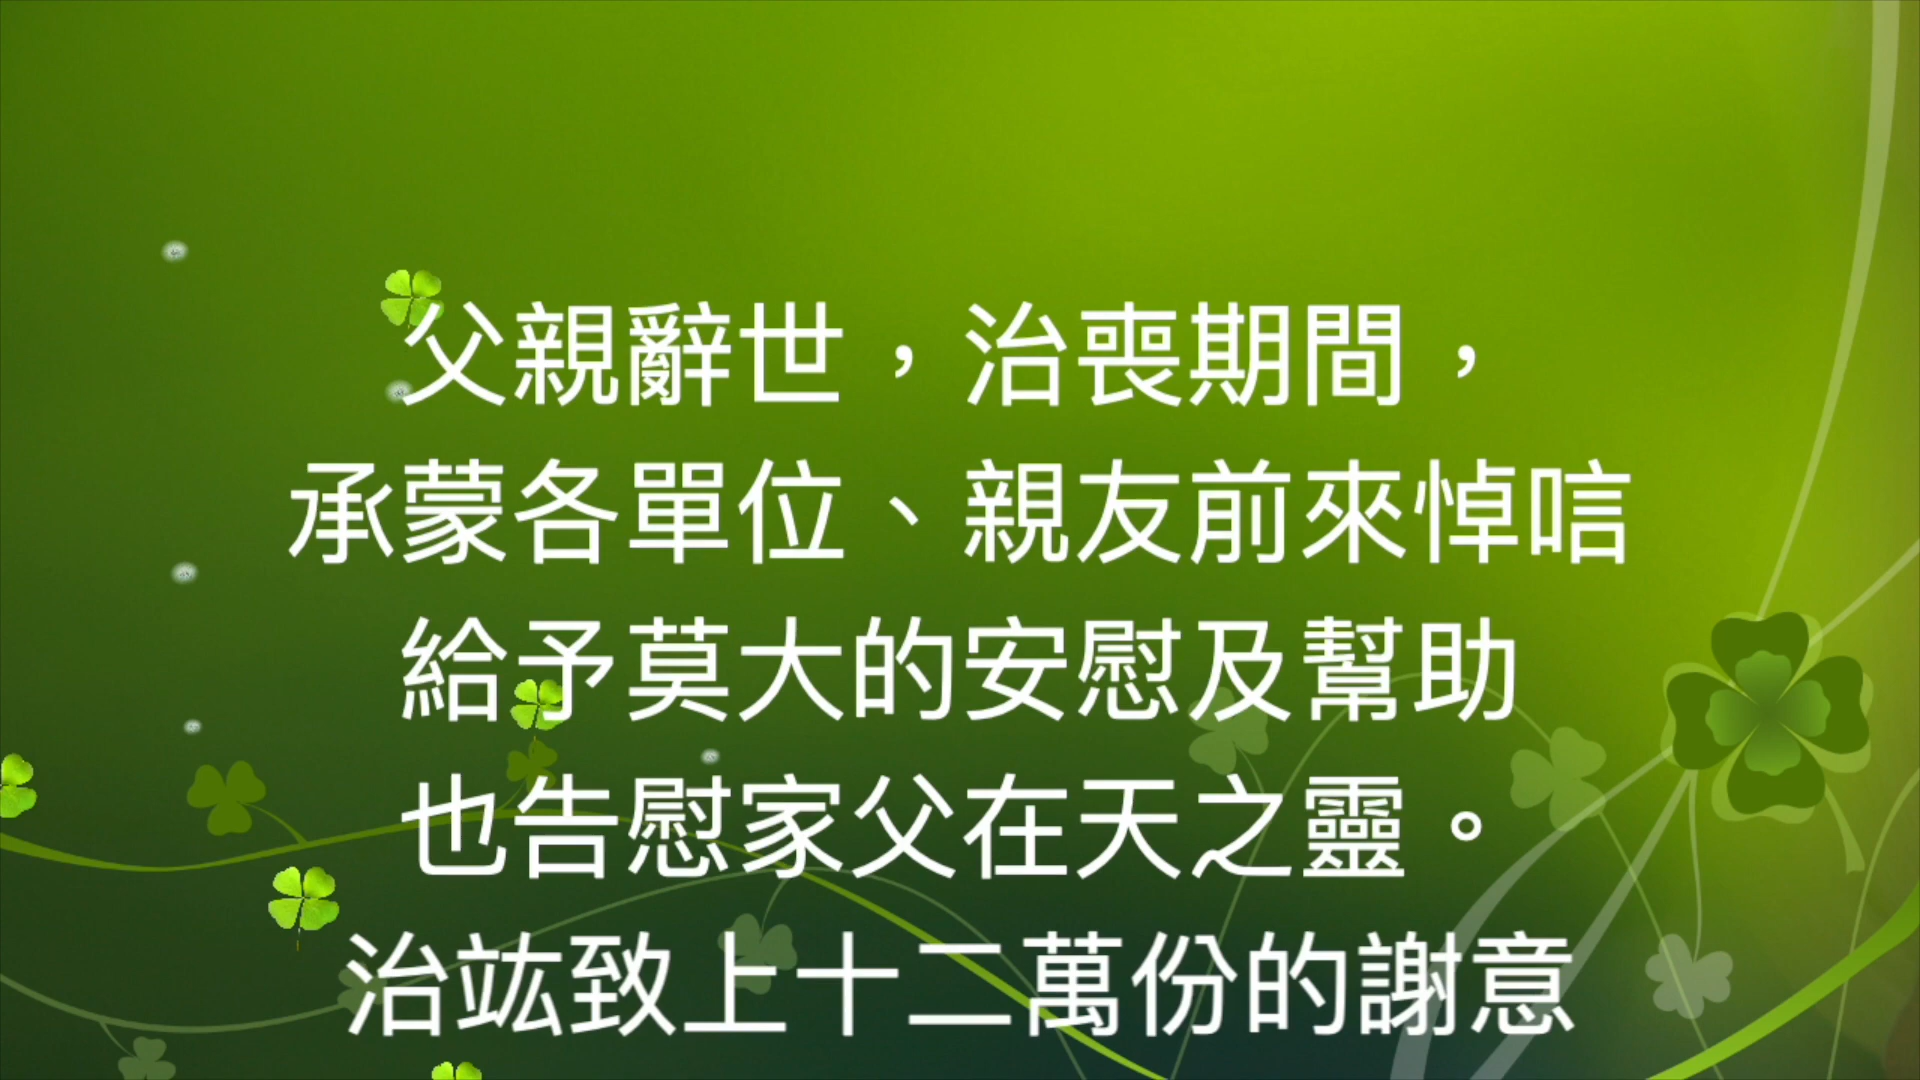 父親辭世，治喪期間，
承蒙各單位、親友前來悼唁
給予莫大的安慰及幫助
也告慰家父在天之靈。
治竑致上十二萬份的謝意